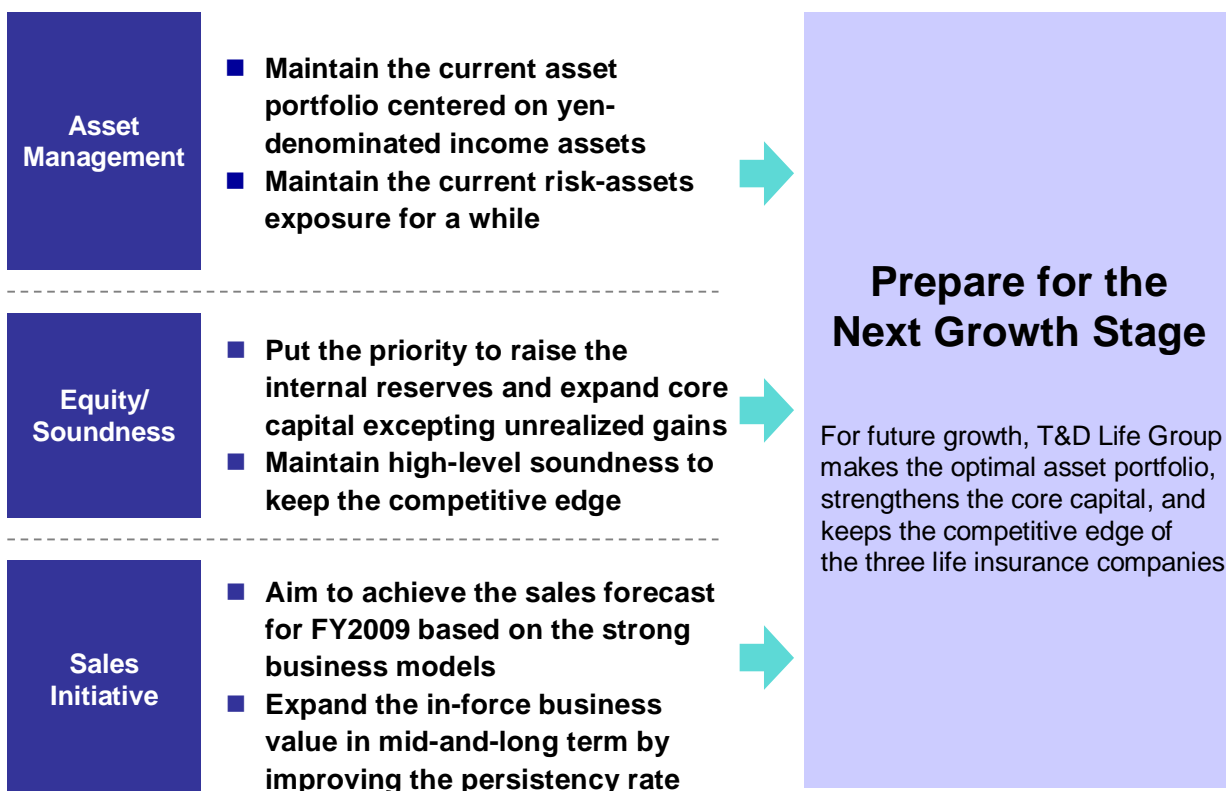 Asset
Management
■ Maintain the current asset
portfolio centered on yen-
denominated income assets
■ Maintain the current risk-assets
exposure for a while
Equity/
Soundness
■ Put the priority to raise the
internal reserves and expand core
capital excepting unrealized gains
■ Maintain high-level soundness to
keep the competitive edge
Sales
Initiative
■ Aim to achieve the sales forecast
for FY2009 based on the strong
business models
■ Expand the in-force business
value in mid-and-long term by
improving the persistency rate
Prepare for the
Next Growth Stage
For future growth, T&D Life Group
makes the optimal asset portfolio,
strengthens the core capital, and
keeps the competitive edge of
the three life insurance companies